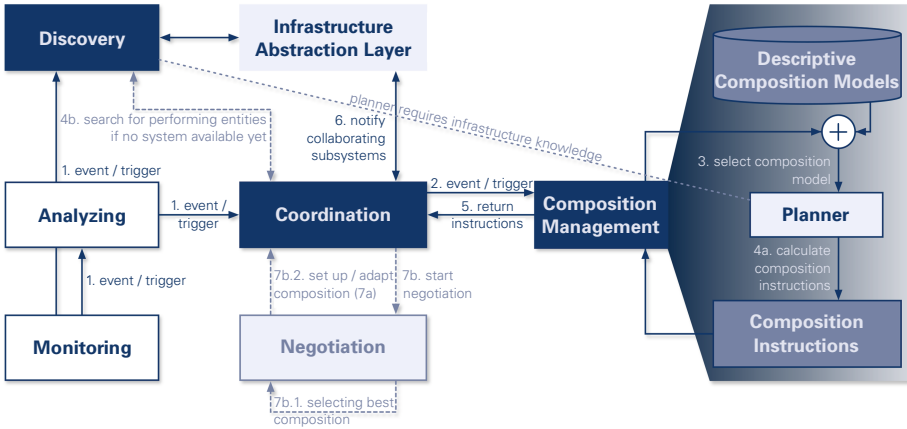 Discovery
Infrastructure
Abstraction Layer
Descriptive
Composition Models
planner requires infrastructure knowledge
4b. search for performing entities
if no system available yet
6. notify
collaborating
subsystems
3. select composition
model
1. event / trigger
Analyzing
1. event /
trigger
Coordination
2. event / trigger
5. return
instructions
Composition
Management
Planner
4a. calculate
composition
instructions
1. event / trigger
7b.2. set up / adapt
composition (7a)
7b. start
negotiation
Monitoring
Negotiation
Composition
Instructions
7b.1. selecting best
composition